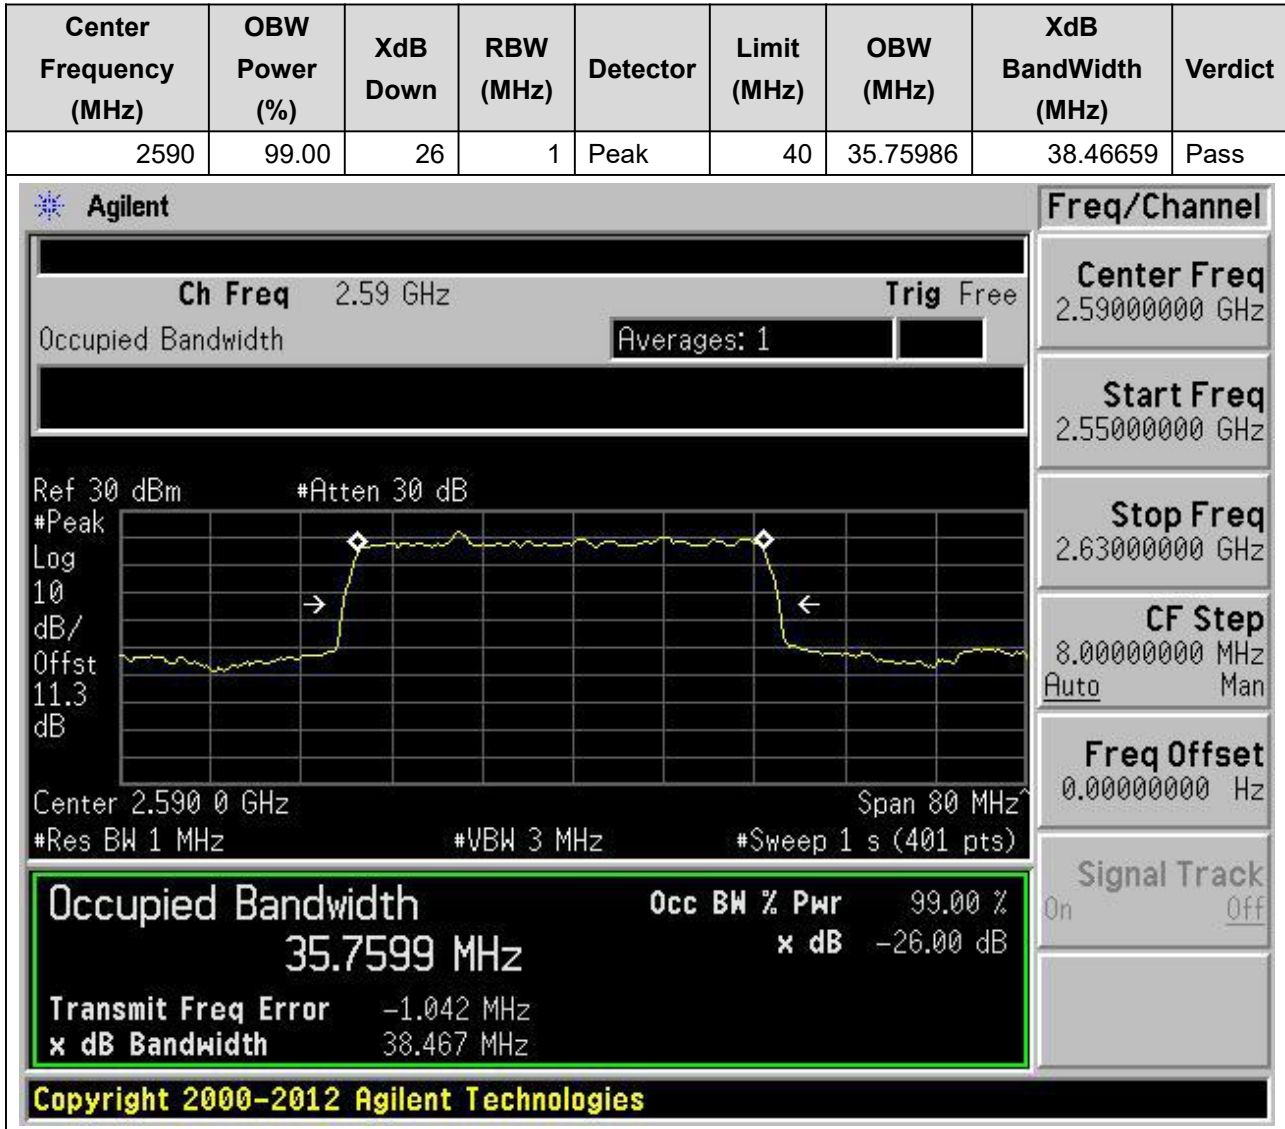 Center Frequency (MHz) OBW Power (%) XdB Down RBW (MHz) Detector Limit (MHz) OBW (MHz) XdB BandWidth (MHz) Verdict
2590 99.00 26 1 Peak 40 35.75986 38.46659 Pass
Agilent
Freq/Channel
Ch Freq 2.59 GHz Trig Free
Occupied Bandwidth Averages: 1
Center Freq
2.59000000 GHz
Start Freq
2.55000000 GHz
Stop Freq
2.63000000 GHz
CF Step
8.00000000 MHz
Auto Man
Freq Offset
0.00000000 Hz
Signal Track
On Off
Ref 30 dBm #Atten 30 dB
#Peak
Log
10
dB/
Offst
11.3
dB
Center 2.590 0 GHz Span 80 MHz^
#Res BW 1 MHz #VBW 3 MHz #Sweep 1 s (401 pts)
Occupied Bandwidth Occ BW % Pwr 99.00 %
35.7599 MHz x dB -26.00 dB
Transmit Freq Error -1.042 MHz
x dB Bandwidth 38.467 MHz
Copyright 2000-2012 Agilent Technologies